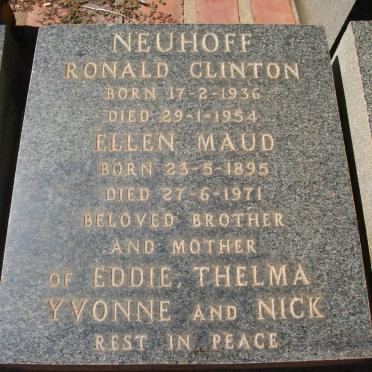 NEUHOFF
RONALD CLINTON
BORN 17-2-1936
DIED 29-1-1954
ELLEN MAUD
BORN 23-5-1895
DIED 27-6-1971
BELOVED BROTHER
AND MOTHER
OF EDDIE, THELMA
YVONNE AND NICK
REST IN PEACE